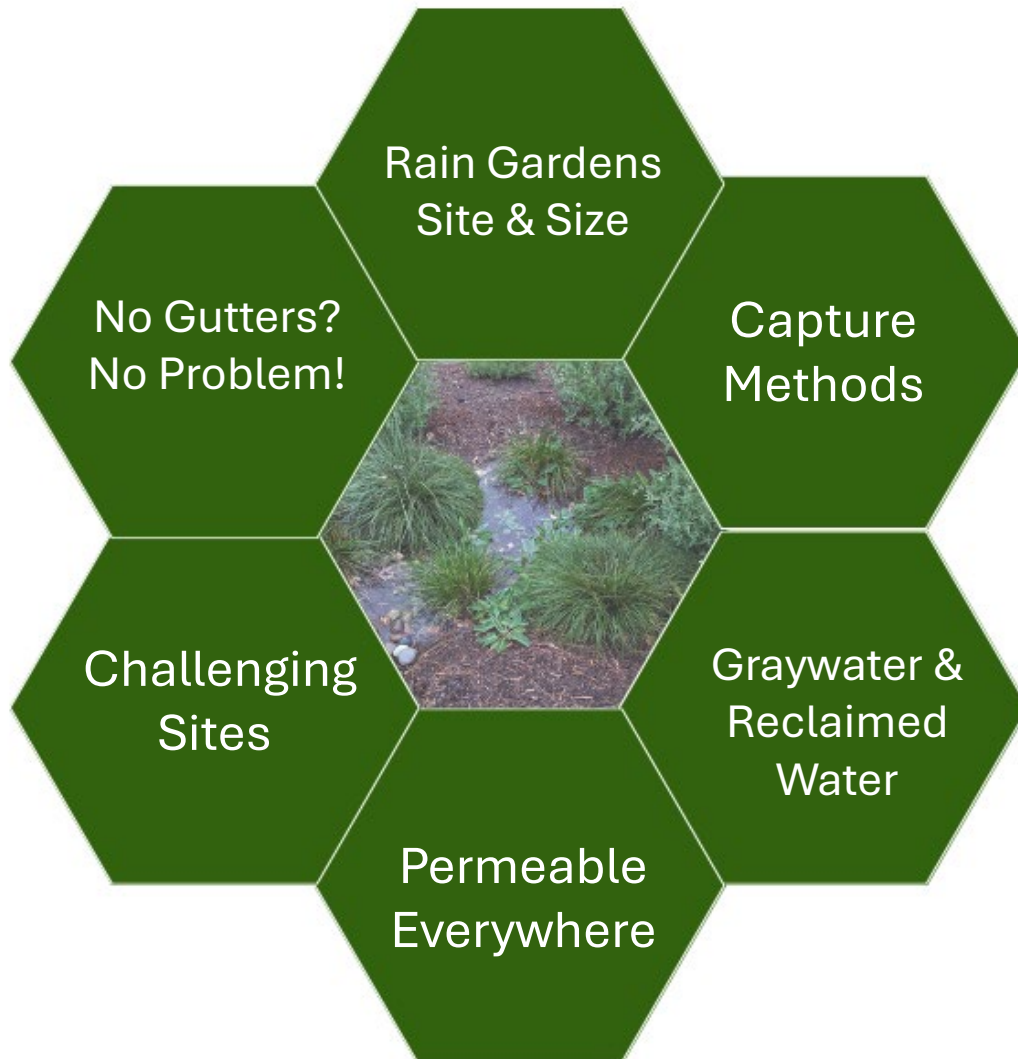 Rain Gardens
Site & Size
Capture
Methods
Graywater &
Reclaimed
Water
Permeable
Everywhere
Challenging
Sites
No Gutters?
No Problem!